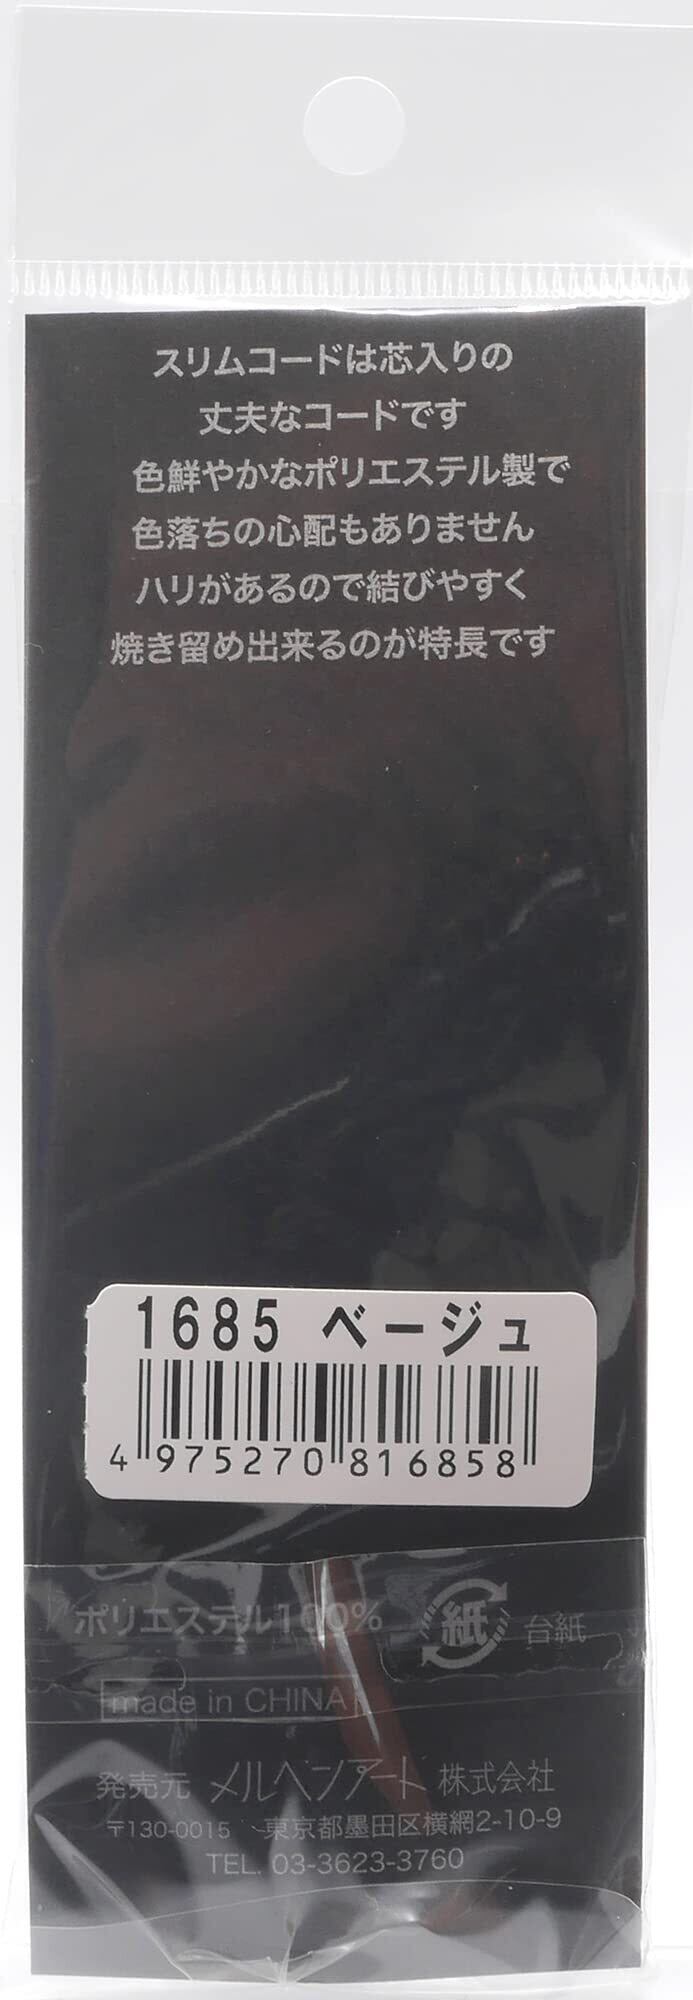 スリムコードは芯入りの
丈夫なコードです
色鮮やかなポリエステル製で
色落ちの心配もありません
ハリがあるので結びやすく
焼き留め出来るのが特長です
1685 ベージュ
4 975270 816858
ポリエステル100%
紙 台紙
made in CHINA
発売元 メルヘンアート 株式会社
〒130-0015 東京都墨田区横網2-10-9
TEL. 03-3623-3760